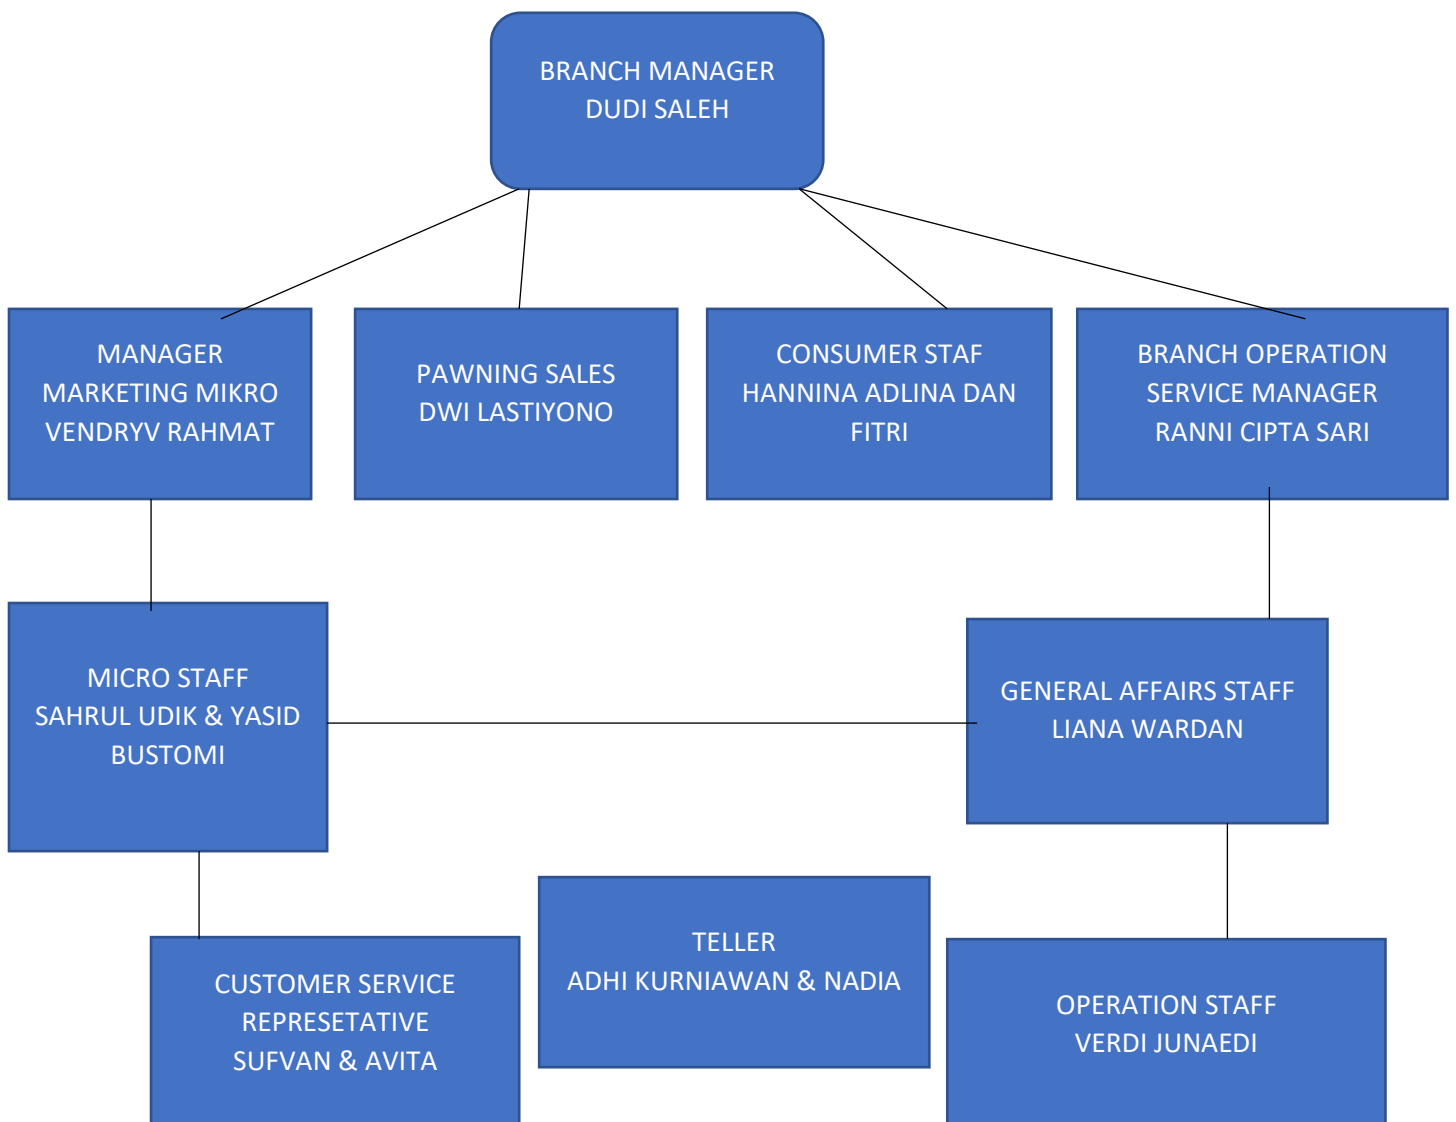 BRANCH MANAGER
DUDI SALEH
MANAGER
MARKETING MIKRO
VENDRYV RAHMAT
PAWNING SALES
DWI LASTIYONO
CONSUMER STAF
HANNINA ADLINA DAN
FITRI
BRANCH OPERATION
SERVICE MANAGER
RANNI CIPTA SARI
MICRO STAFF
SAHRUL UDIK & YASID
BUSTOMI
GENERAL AFFAIRS STAFF
LIANA WARDAN
CUSTOMER SERVICE
REPRESETATIVE
SUFVAN & AVITA
TELLER
ADHI KURNIAWAN & NADIA
OPERATION STAFF
VERDI JUNAEDI